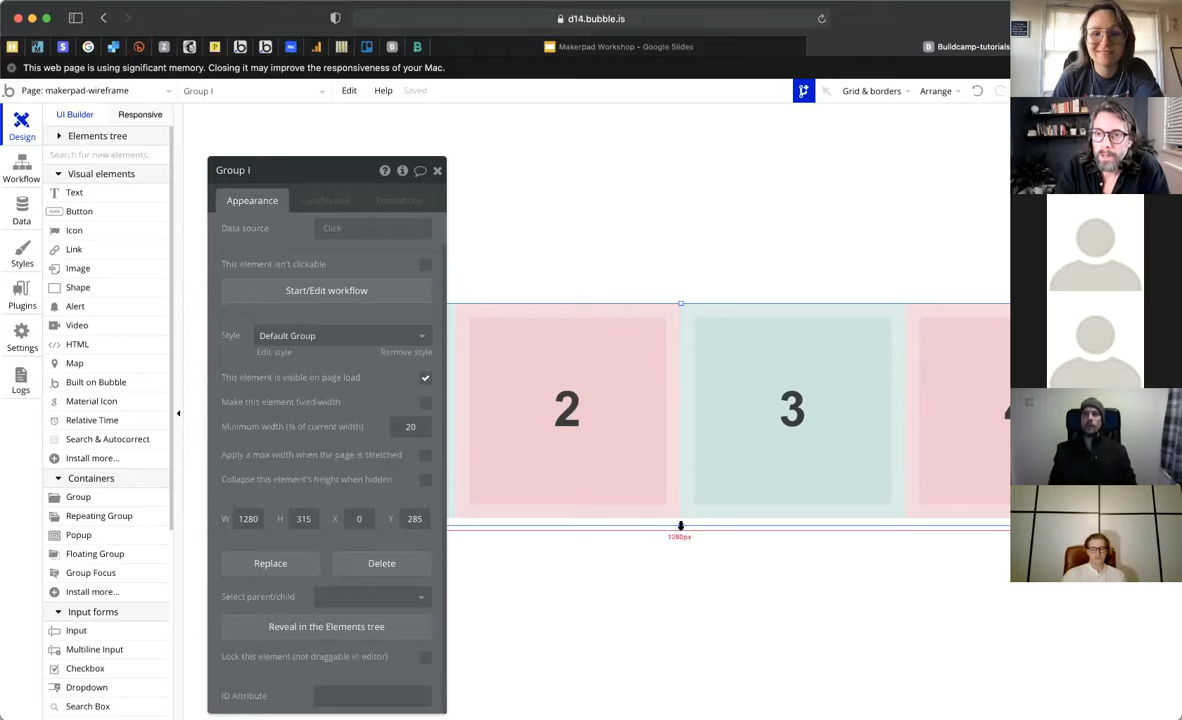 d14.bubble.is
Makerpad Workshop – Google Slides
Buildcamp-tutorials
This web page is using significant memory. Closing it may improve the responsiveness of your Mac.
Page: makerpad-wireframe
Group I
Edit
Help
Saved
Grid & borders
Arrange
Design
Workflow
Data
Styles
Plugins
Settings
Logs
UI Builder
Responsive
Elements tree
Search for new elements...
Visual elements
Text
Button
Icon
Link
Image
Shape
Alert
Video
HTML
Map
Built on Bubble
Material Icon
Relative Time
Search & Autocorrect
Install more...
Containers
Group
Repeating Group
Popup
Floating Group
Group Focus
Install more...
Input forms
Input
Multiline Input
Checkbox
Dropdown
Search Box
Group I
Appearance
Conditional
Transitions
Data source
Click
This element isn't clickable
Start/Edit workflow
Style
Default Group
Edit style
Remove style
This element is visible on page load
Make this element fixed-width
Minimum width (% of current width)
20
Apply a max width when the page is stretched
Collapse this element's height when hidden
W 1280 H 315 X 0 Y 285
Replace
Delete
Select parent/child
Reveal in the Elements tree
Lock this element (not draggable in editor)
ID Attribute
2
3
1280px